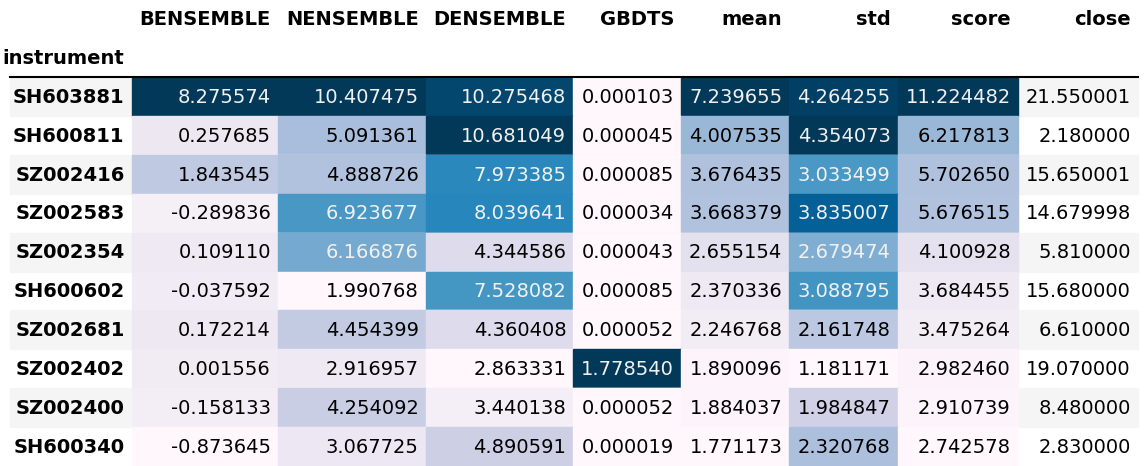 BENSEMBLE NENSEMBLE DENSEMBLE GBDTS mean std score close
instrument
SH603881 8.275574 10.407475 10.275468 0.000103 7.239655 4.264255 11.224482 21.550001
SH600811 0.257685 5.091361 10.681049 0.000045 4.007535 4.354073 6.217813 2.180000
SZ002416 1.843545 4.888726 7.973385 0.000085 3.676435 3.033499 5.702650 15.650001
SZ002583 -0.289836 6.923677 8.039641 0.000034 3.668379 3.835007 5.676515 14.679998
SZ002354 0.109110 6.166876 4.344586 0.000043 2.655154 2.679474 4.100928 5.810000
SH600602 -0.037592 1.990768 7.528082 0.000085 2.370336 3.088795 3.684455 15.680000
SZ002681 0.172214 4.454399 4.360408 0.000052 2.246768 2.161748 3.475264 6.610000
SZ002402 0.001556 2.916957 2.863331 1.778540 1.890096 1.181171 2.982460 19.070000
SZ002400 -0.158133 4.254092 3.440138 0.000052 1.884037 1.984847 2.910739 8.480000
SH600340 -0.873645 3.067725 4.890591 0.000019 1.771173 2.320768 2.742578 2.830000